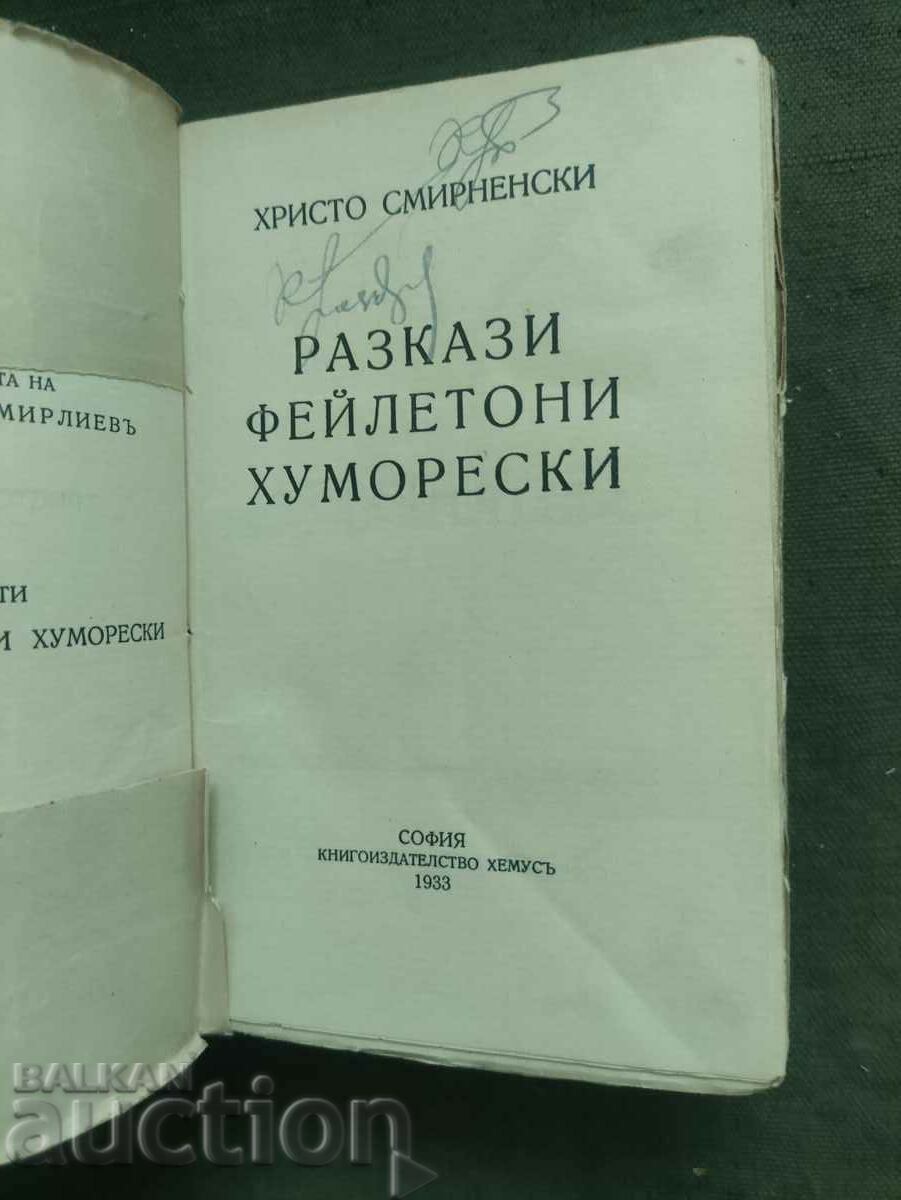 ТА НА
МИРЛИЕВЪ
ТИ
И ХУМОРЕСКИ
ХРИСТО СМИРНЕНСКИ
РАЗКАЗИ
ФЕЙЛЕТОНИ
ХУМОРЕСКИ
СОФИЯ
КНИГОИЗДАТЕЛСТВО ХЕМУСЪ
1933
BALKAN
auction